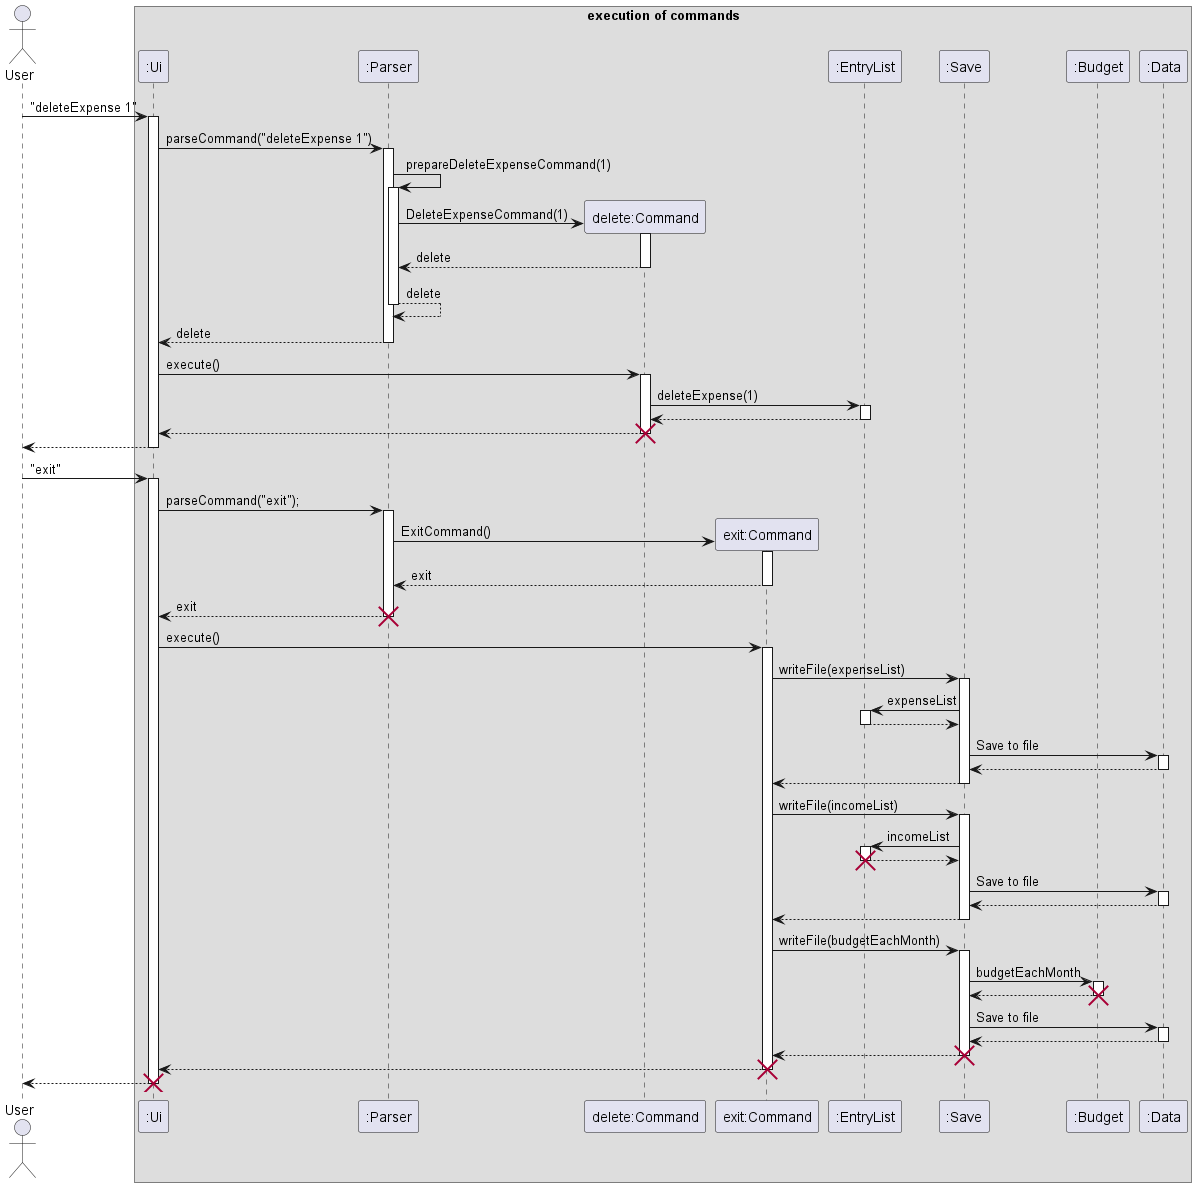 execution of commands
User
:Ui
:Parser
:EntryList
:Save
:Budget
:Data
"deleteExpense 1"
parseCommand("deleteExpense 1")
prepareDeleteExpenseCommand(1)
DeleteExpenseCommand(1)
delete:Command
delete
delete
delete
execute()
deleteExpense(1)
"exit"
parseCommand("exit");
ExitCommand()
exit:Command
exit
exit
execute()
writeFile(expenseList)
expenseList
Save to file
writeFile(incomeList)
incomeList
Save to file
writeFile(budgetEachMonth)
budgetEachMonth
Save to file
User
:Ui
:Parser
delete:Command
exit:Command
:EntryList
:Save
:Budget
:Data